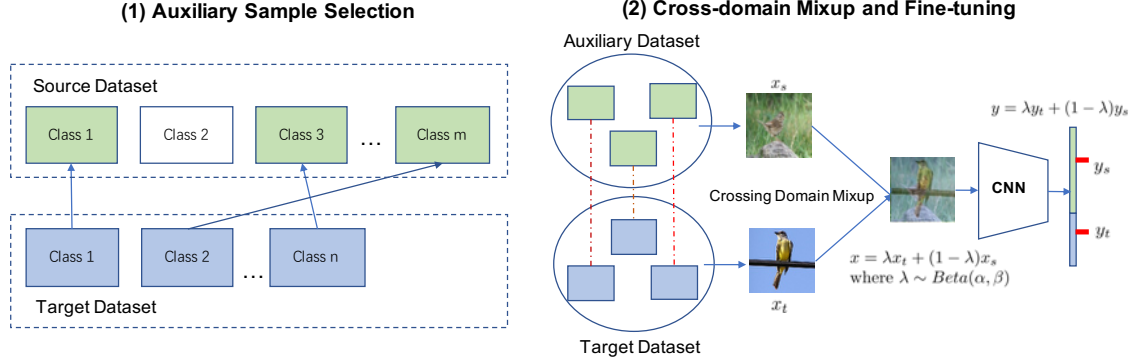 (1) Auxiliary Sample Selection
Source Dataset
Class 1
Class 2
Class 3
...
Class m
Class 1
Class 2
...
Class n
Target Dataset
(2) Cross-domain Mixup and Fine-tuning
Auxiliary Dataset
x_s
y = λy_t + (1 − λ)y_s
Crossing Domain Mixup
CNN
y_s
y_t
x = λx_t + (1 − λ)x_s
where λ ∼ Beta(α, β)
x_t
Target Dataset